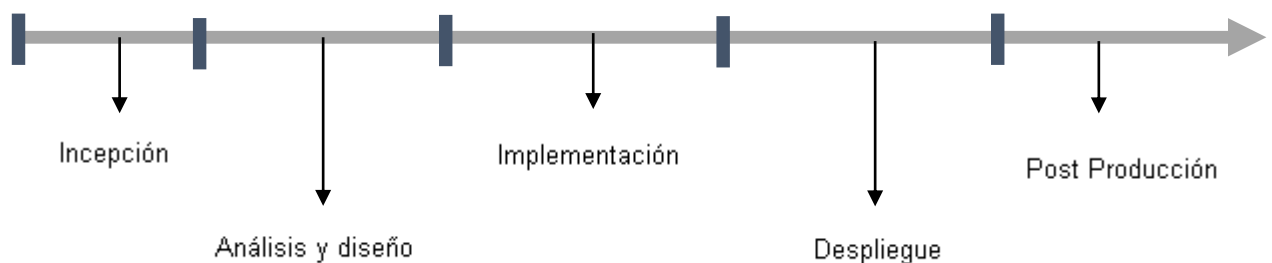 Incepción
Análisis y diseño
Implementación
Despliegue
Post Producción